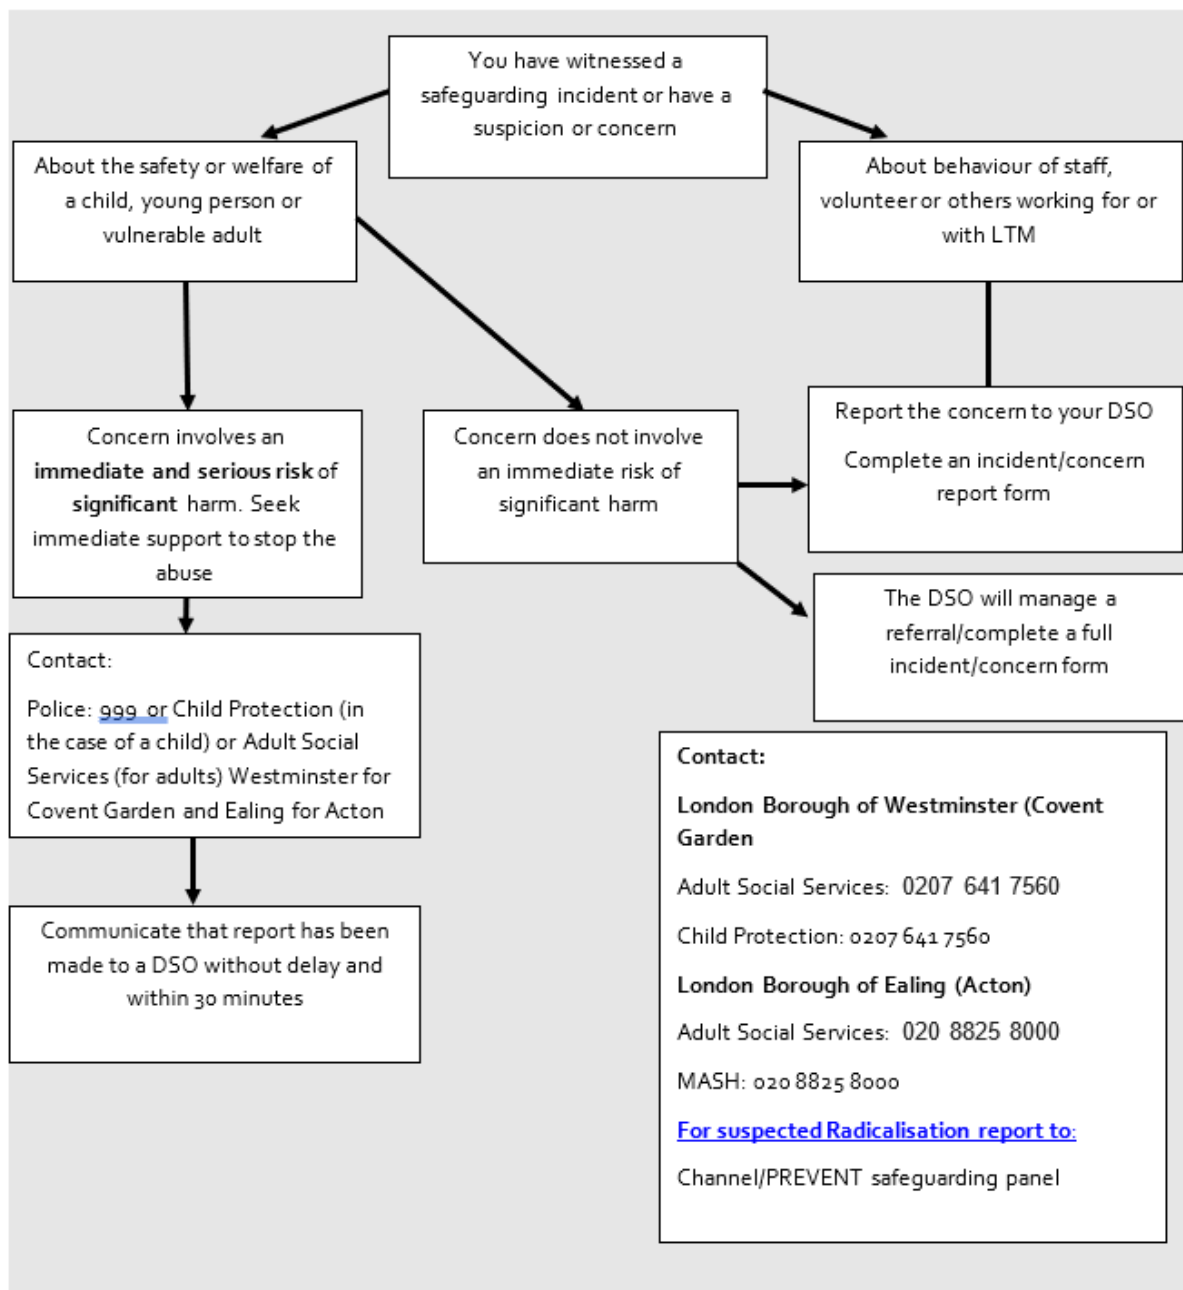 You have witnessed a
safeguarding incident or have a
suspicion or concern
About the safety or welfare of
a child, young person or
vulnerable adult
About behaviour of staff,
volunteer or others working for or
with LTM
Concern involves an
immediate and serious risk of
significant harm. Seek
immediate support to stop the
abuse
Concern does not involve
an immediate risk of
significant harm
Report the concern to your DSO
Complete an incident/concern
report form
The DSO will manage a
referral/complete a full
incident/concern form
Contact:
Police: 999 or Child Protection (in
the case of a child) or Adult Social
Services (for adults) Westminster for
Covent Garden and Ealing for Acton
Communicate that report has been
made to a DSO without delay and
within 30 minutes
Contact:
London Borough of Westminster (Covent
Garden
Adult Social Services: 0207 641 7560
Child Protection: 0207 641 7560
London Borough of Ealing (Acton)
Adult Social Services: 020 8825 8000
MASH: 020 8825 8000
For suspected Radicalisation report to:
Channel/PREVENT safeguarding panel